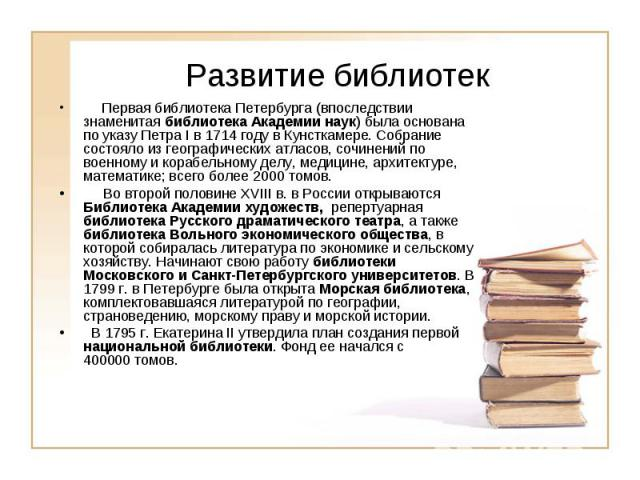 Развитие библиотек
• Первая библиотека Петербурга (впоследствии
знаменитая библиотека Академии наук) была основана
по указу Петра I в 1714 году в Кунсткамере. Собрание
состояло из географических атласов, сочинений по
военному и корабельному делу, медицине, архитектуре,
математике; всего более 2000 томов.
• Во второй половине XVIII в. в России открываются
Библиотека Академии художеств, репертуарная
библиотека Русского драматического театра, а также
библиотека Вольного экономического общества, в
которой собиралась литература по экономике и сельскому
хозяйству. Начинают свою работу библиотеки
Московского и Санкт-Петербургского университетов. В
1799 г. в Петербурге была открыта Морская библиотека,
комплектовавшаяся литературой по географии,
страноведению, морскому праву и морской истории.
• В 1795 г. Екатерина II утвердила план создания первой
национальной библиотеки. Фонд ее начался с
400000 томов.